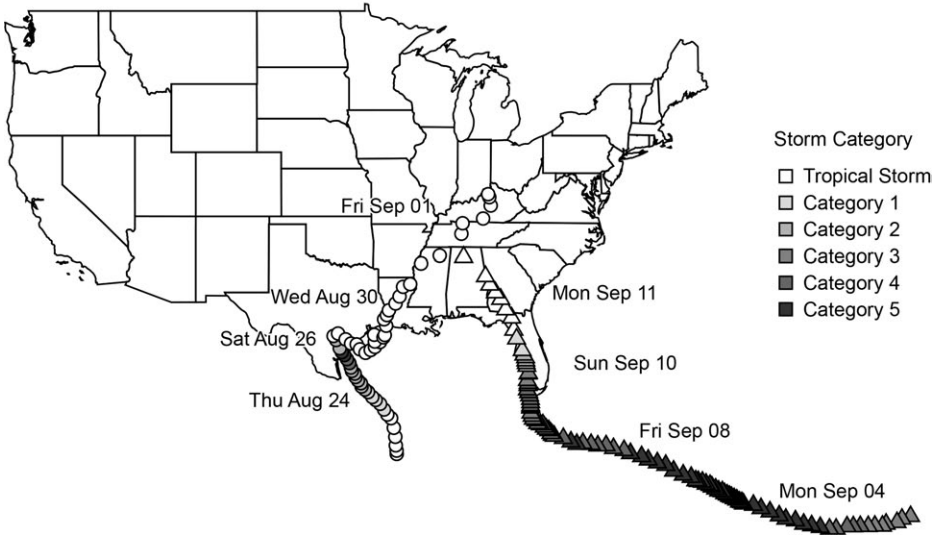 Storm Category
Tropical Storm
Category 1
Category 2
Category 3
Category 4
Category 5
Fri Sep 01
Wed Aug 30
Sat Aug 26
Thu Aug 24
Mon Sep 11
Sun Sep 10
Fri Sep 08
Mon Sep 04